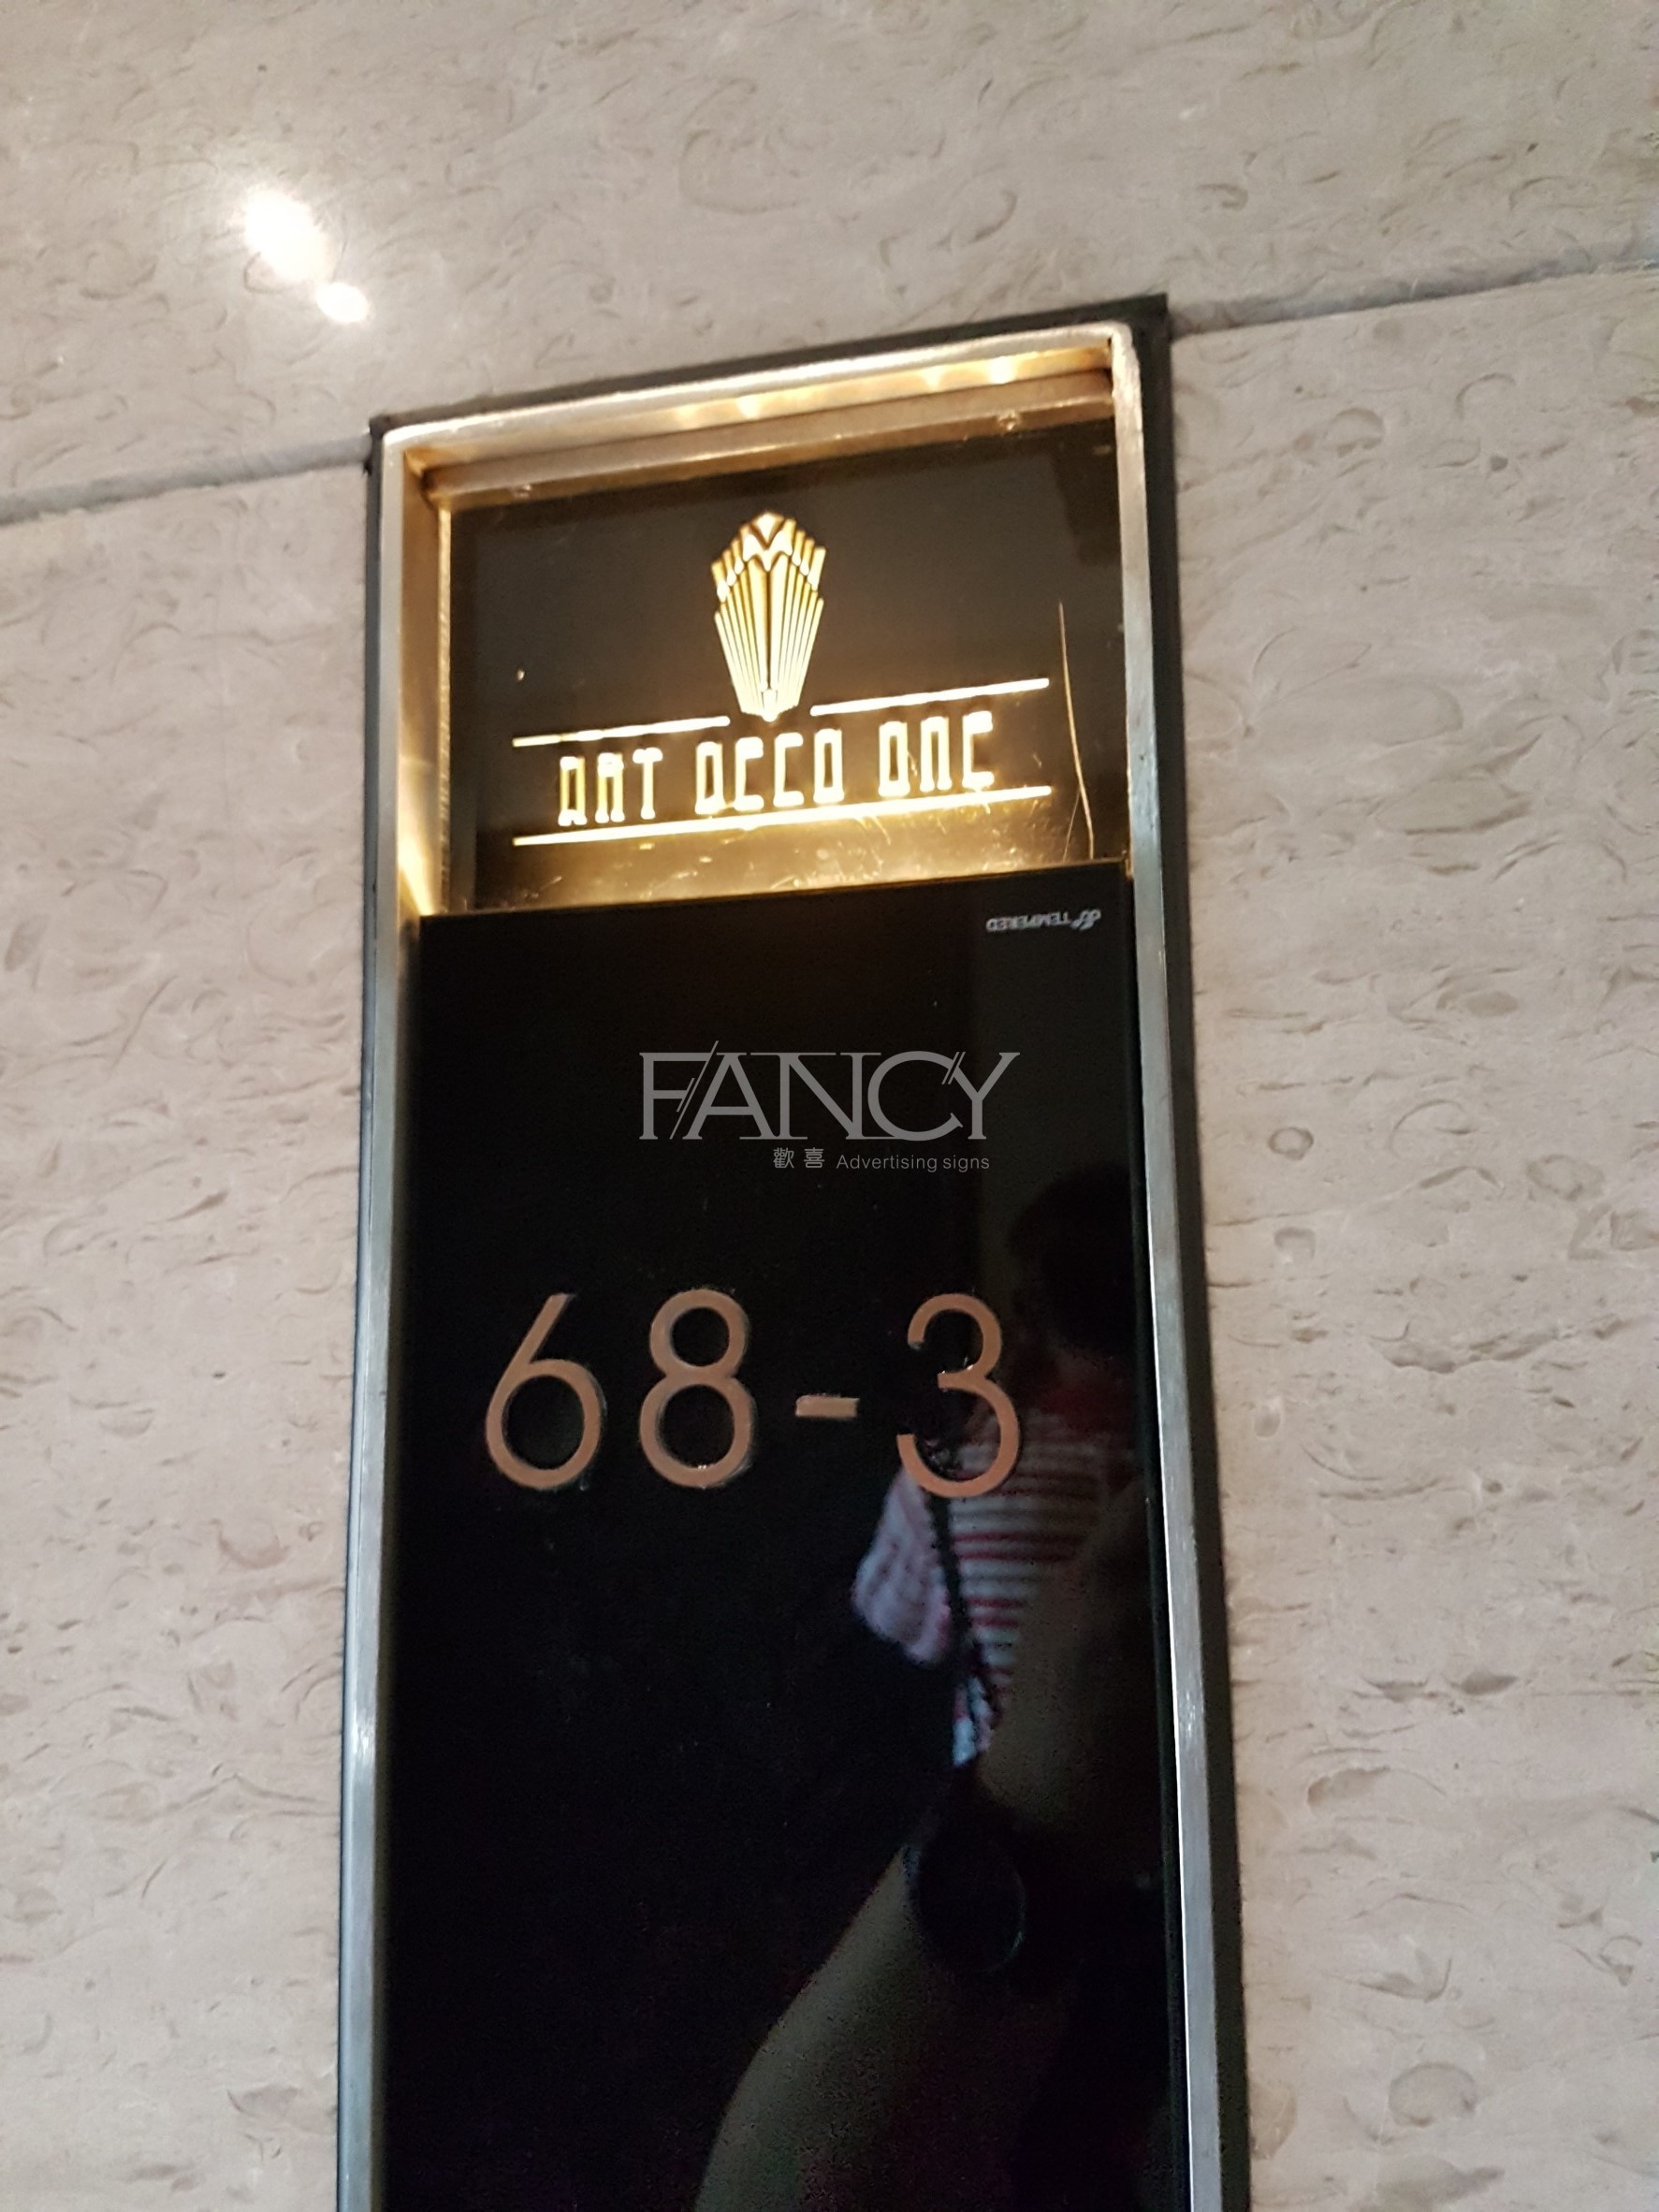 ART DECO ONE
TEMPERED
FANCY
歡喜 Advertising signs
68-3